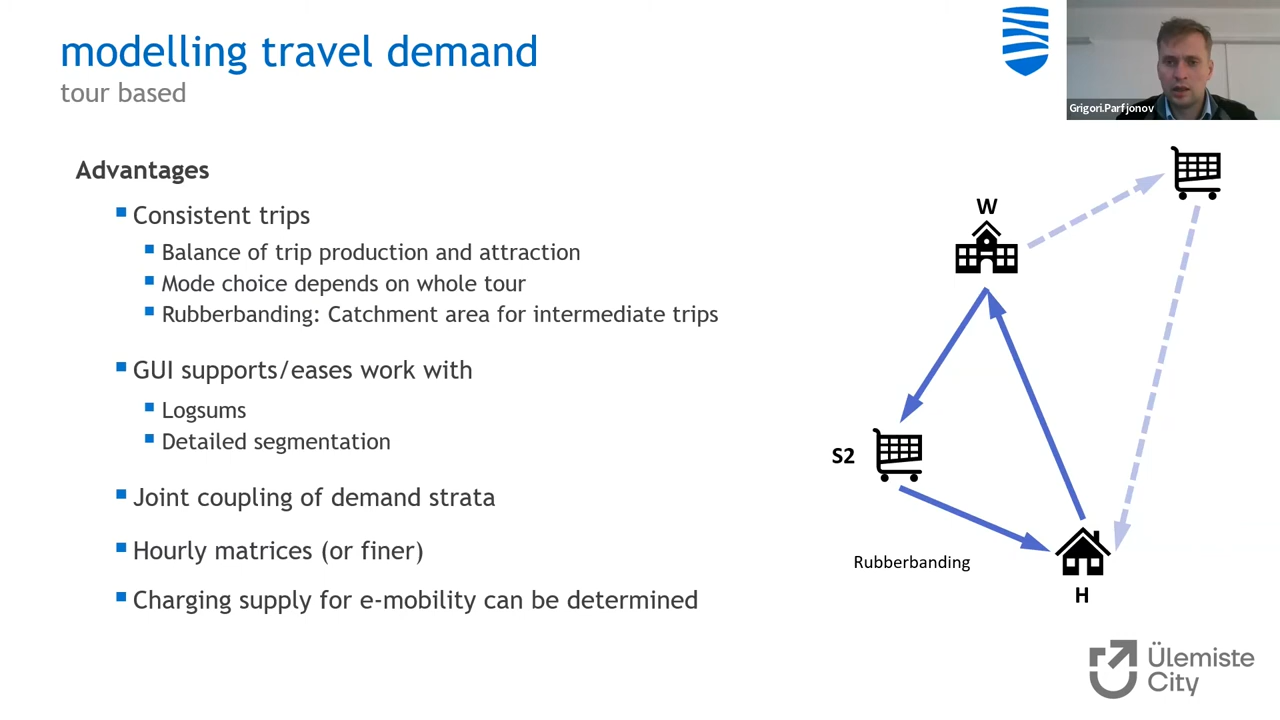 modelling travel demand
tour based
Grigori.Parfjonov
Advantages
Consistent trips
Balance of trip production and attraction
Mode choice depends on whole tour
Rubberbanding: Catchment area for intermediate trips
GUI supports/eases work with
Logsums
Detailed segmentation
Joint coupling of demand strata
Hourly matrices (or finer)
Charging supply for e-mobility can be determined
W
S2
Rubberbanding
H
Ülemiste
City